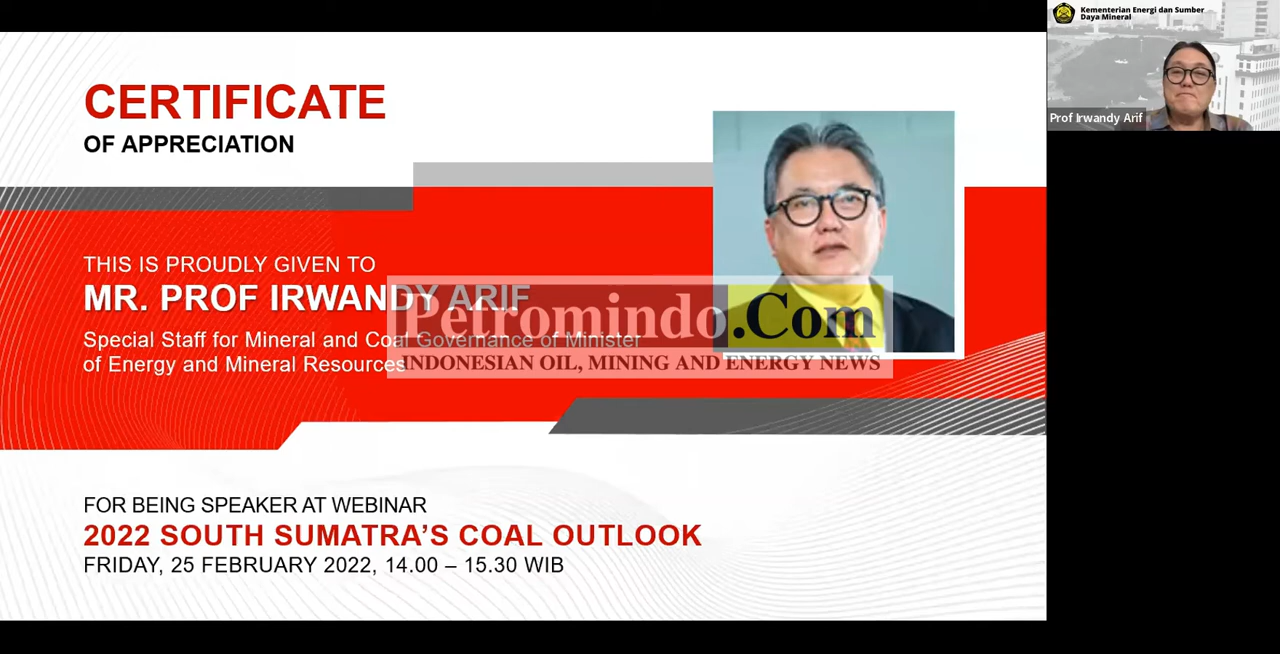 CERTIFICATE
OF APPRECIATION
THIS IS PROUDLY GIVEN TO
MR. PROF IRWANDY ARIF
Special Staff for Mineral and Coal Governance of Minister
of Energy and Mineral Resources
Petromindo.Com
INDONESIAN OIL, MINING AND ENERGY NEWS
FOR BEING SPEAKER AT WEBINAR
2022 SOUTH SUMATRA’S COAL OUTLOOK
FRIDAY, 25 FEBRUARY 2022, 14.00 – 15.30 WIB
Kementerian Energi dan Sumber
Daya Mineral
Prof Irwandy Arif